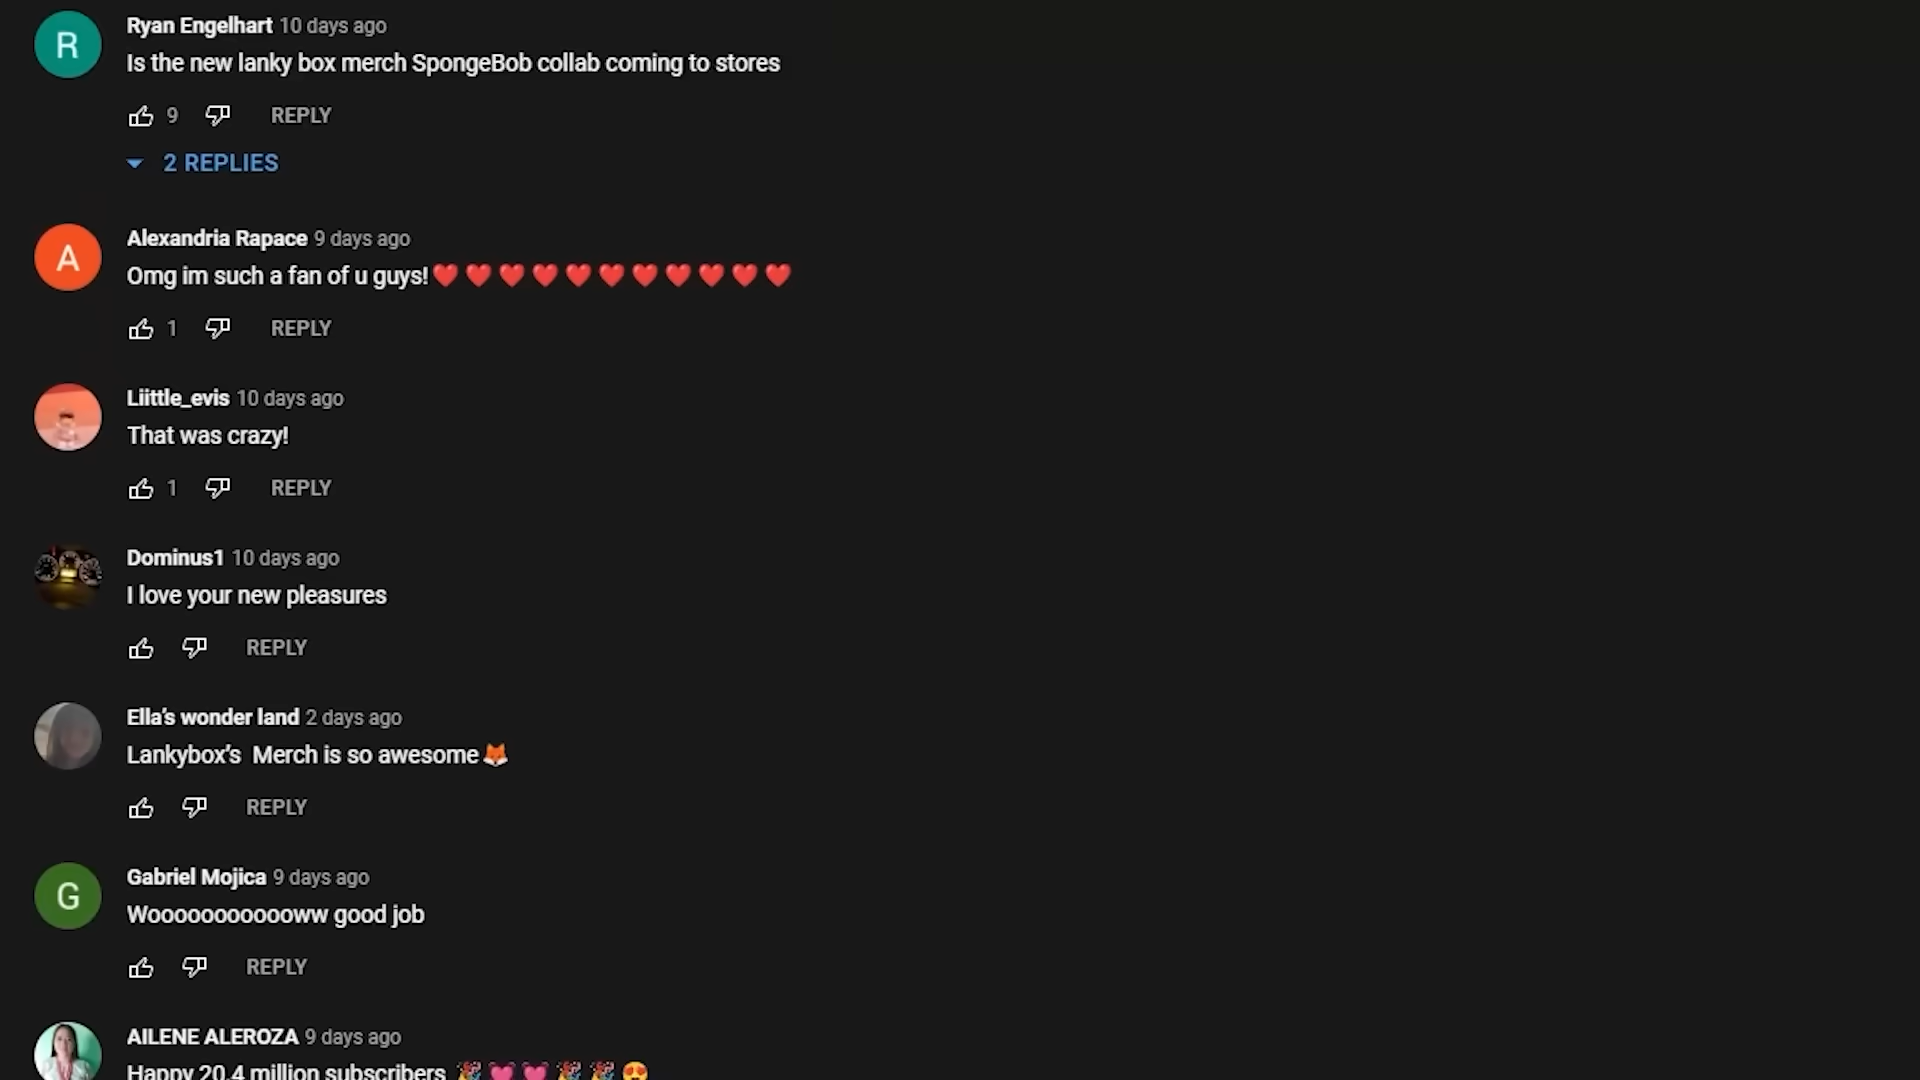 R
Ryan Engelhart 10 days ago
Is the new lanky box merch SpongeBob collab coming to stores
9 REPLY
2 REPLIES
A
Alexandria Rapace 9 days ago
Omg im such a fan of u guys!❤❤❤❤❤❤❤❤❤❤❤
1 REPLY
Liittle_evis 10 days ago
That was crazy!
1 REPLY
Dominus1 10 days ago
I love your new pleasures
REPLY
Ella's wonder land 2 days ago
Lankybox's  Merch is so awesome🦊
REPLY
G
Gabriel Mojica 9 days ago
Woooooooooooww good job
REPLY
AILENE ALEROZA 9 days ago
Happy 20.4 million subscribers 🎉💓💓🎉🎉😍